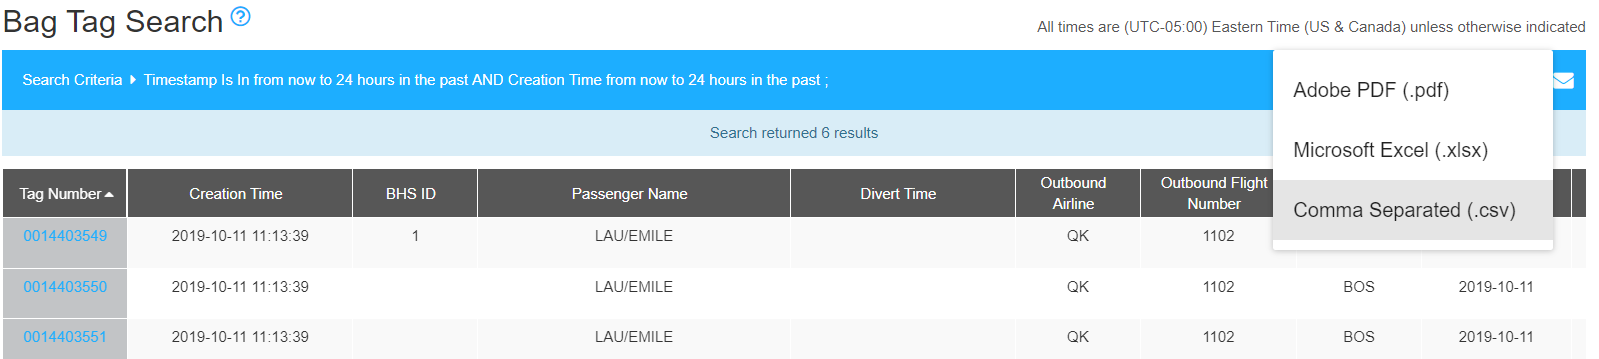 Bag Tag Search ?
All times are (UTC-05:00) Eastern Time (US & Canada) unless otherwise indicated
Search Criteria Timestamp Is In from now to 24 hours in the past AND Creation Time from now to 24 hours in the past ;
Adobe PDF (.pdf)
Microsoft Excel (.xlsx)
Comma Separated (.csv)
Search returned 6 results
Tag Number Creation Time BHS ID Passenger Name Divert Time Outbound Airline Outbound Flight Number
0014403549 2019-10-11 11:13:39 1 LAU/EMILE QK 1102
0014403550 2019-10-11 11:13:39 LAU/EMILE QK 1102 BOS 2019-10-11
0014403551 2019-10-11 11:13:39 LAU/EMILE QK 1102 BOS 2019-10-11